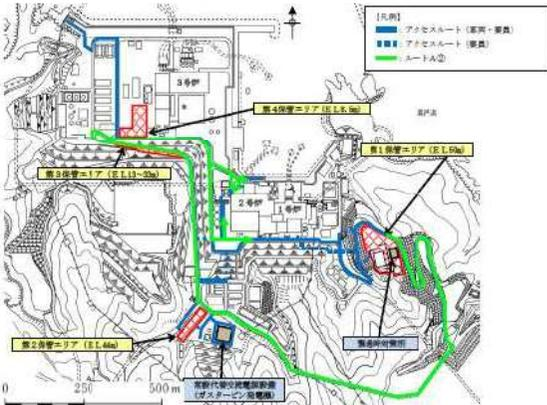 【凡例】
：アクセスルート（車両・要員）
：アクセスルート（要員）
：ルートA②
3号炉
第4保管エリア（EL8.5m）
第1保管エリア（EL50m）
第3保管エリア（EL13～33m）
2号炉
1号炉
第2保管エリア（EL44m）
緊急時対策所
常設代替交流電源設備
（ガスタービン発電機）
0
500m